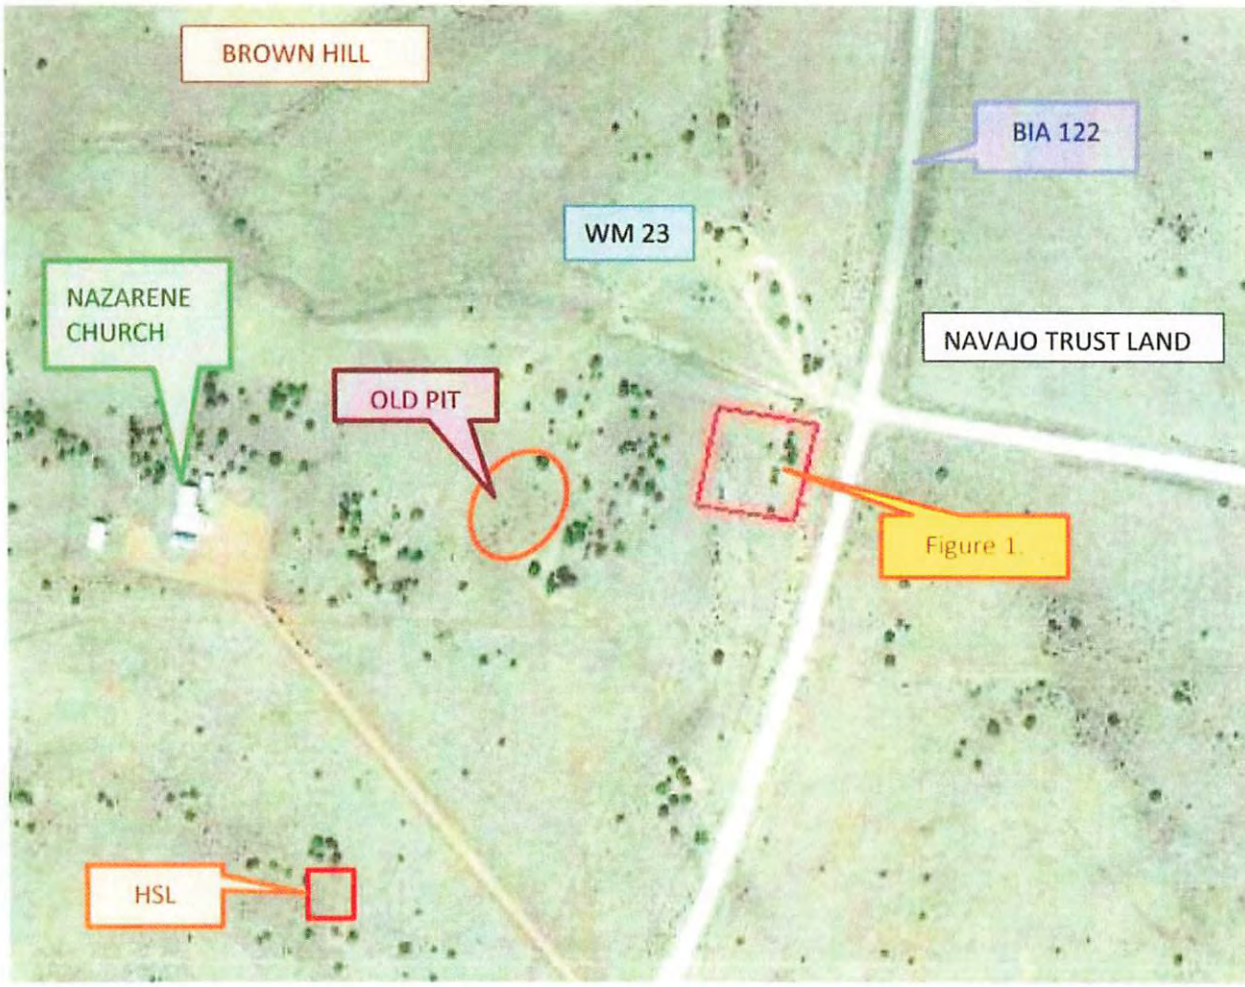 BROWN HILL
BIA 122
WM 23
NAZARENE
CHURCH
NAVAJO TRUST LAND
OLD PIT
Figure 1.
HSL